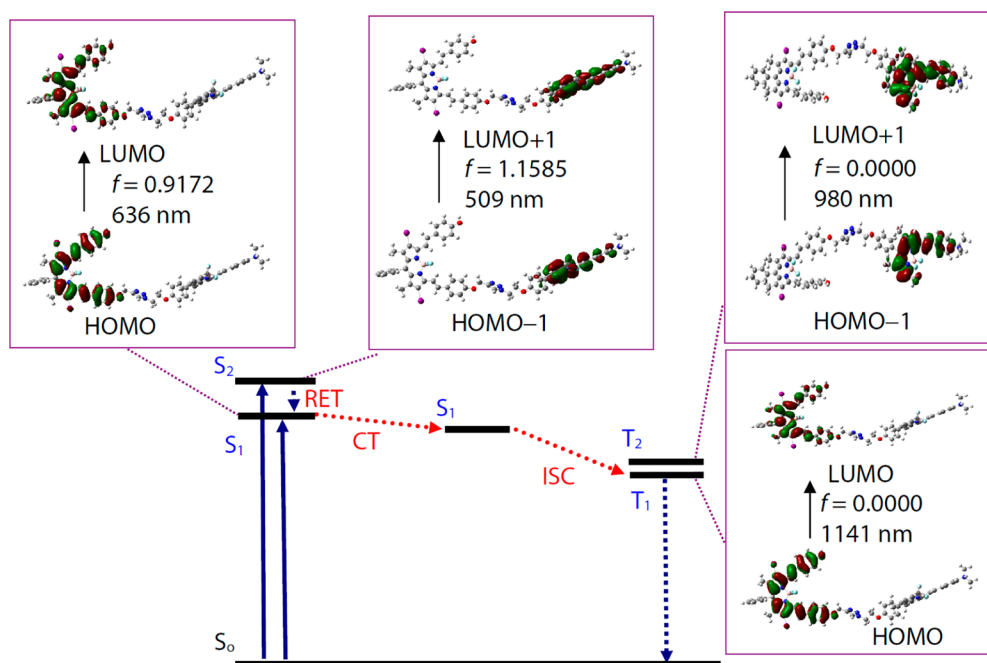 LUMO
f = 0.9172
636 nm
HOMO
LUMO+1
f = 1.1585
509 nm
HOMO−1
LUMO+1
f = 0.0000
980 nm
HOMO−1
S₂
RET
S₁
CT
S₁
ISC
T₂
T₁
Sₒ
LUMO
f = 0.0000
1141 nm
HOMO